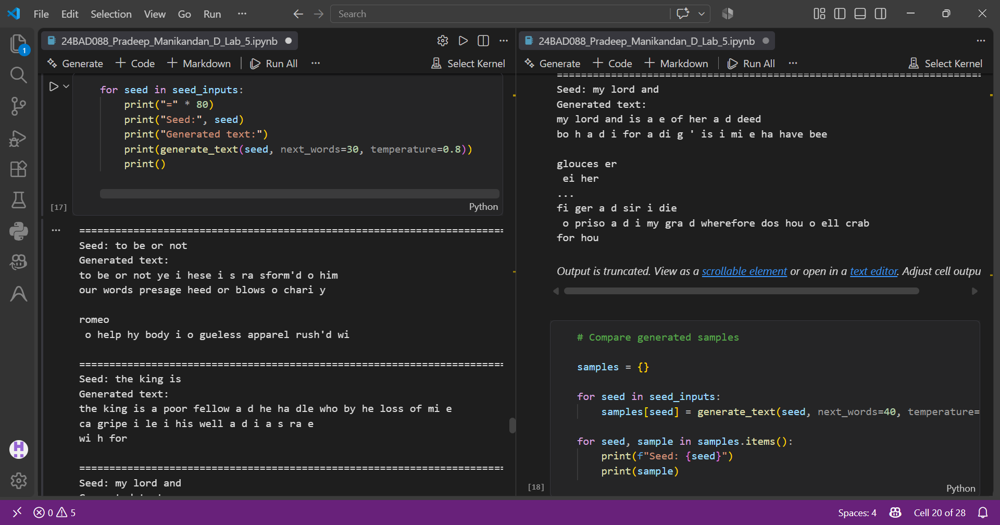 File Edit Selection View Go Run ...
Search
1
24BAD088_Pradeep_Manikandan_D_Lab_5.ipynb
Generate + Code + Markdown Run All ... Select Kernel
for seed in seed_inputs:
print("=" * 80)
print("Seed:", seed)
print("Generated text:")
print(generate_text(seed, next_words=30, temperature=0.8))
print()
[17]
Python
================================================================================
Seed: to be or not
Generated text:
to be or not ye i hese i s ra sform'd o him
our words presage heed or blows o chari y
romeo
o help hy body i o gueless apparel rush'd wi
================================================================================
Seed: the king is
Generated text:
the king is a poor fellow a d he ha dle who by he loss of mi e
ca gripe i le i his well a d i a s ra e
wi h for
================================================================================
Seed: my lord and
24BAD088_Pradeep_Manikandan_D_Lab_5.ipynb
Generate + Code + Markdown Run All ... Select Kernel
================================================================================
Seed: my lord and
Generated text:
my lord and is a e of her a d deed
bo h a d i for a di g ' is i mi e ha have bee
glouces er
ei her
...
fi ger a d sir i die
o priso a d i my gra d wherefore dos hou o ell crab
for hou
Output is truncated. View as a scrollable element or open in a text editor. Adjust cell outpu
# Compare generated samples
samples = {}
for seed in seed_inputs:
samples[seed] = generate_text(seed, next_words=40, temperature=
for seed, sample in samples.items():
print(f"Seed: {seed}")
print(sample)
[18]
Python
0 5
Spaces: 4 Cell 20 of 28